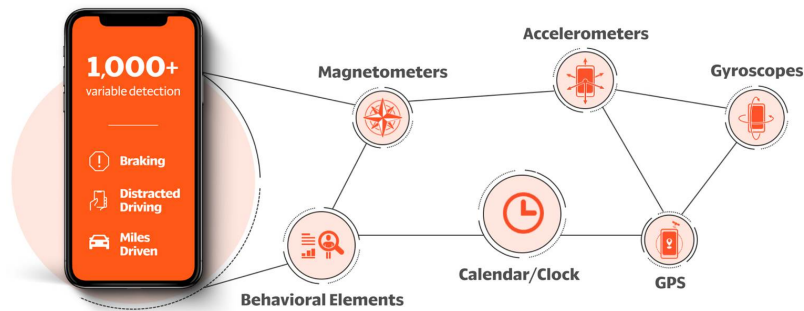 1,000+
variable detection
Braking
Distracted
Driving
Miles
Driven
Magnetometers
Accelerometers
Gyroscopes
Behavioral Elements
Calendar/Clock
GPS